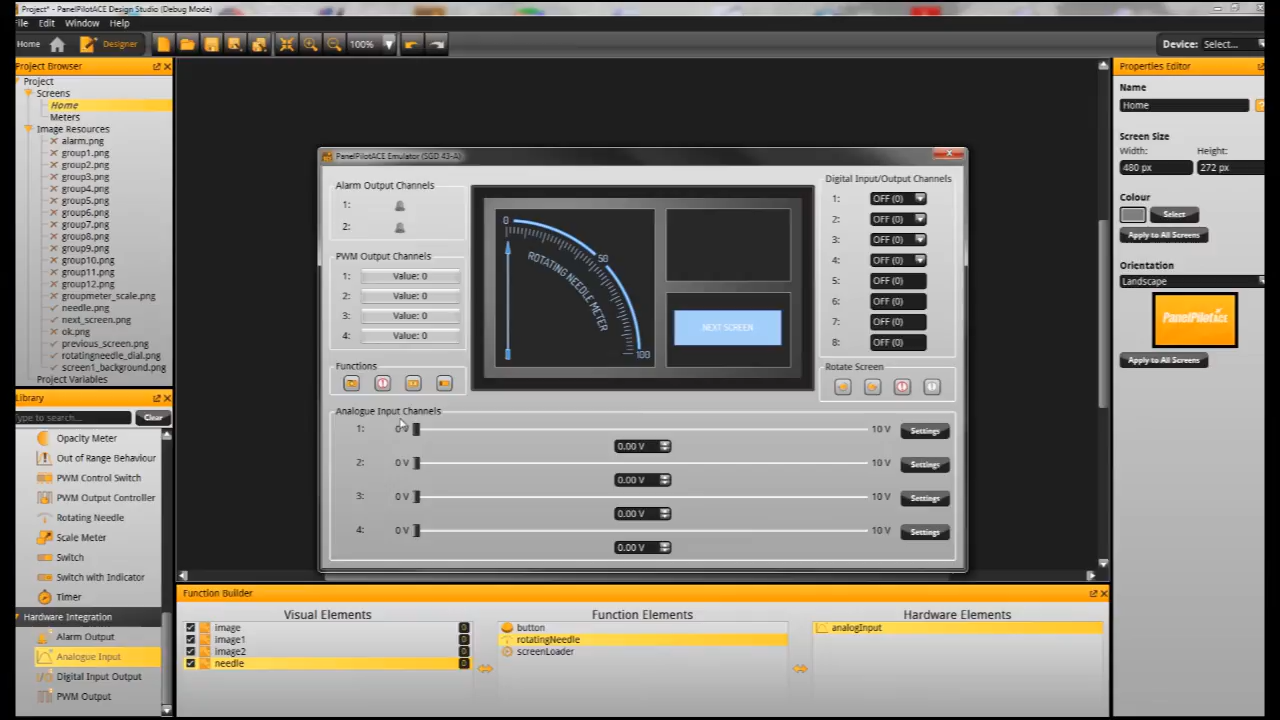 Project* - PanelPilotACE Design Studio (Debug Mode)
File Edit Window Help
Home Designer 100% Device: Select...
Project Browser
Project
Screens
Home
Meters
Image Resources
alarm.png
group1.png
group2.png
group3.png
group4.png
group5.png
group6.png
group7.png
group8.png
group9.png
group10.png
group11.png
group12.png
groupmeter_scale.png
needle.png
next_screen.png
ok.png
previous_screen.png
rotatingneedle_dial.png
screen1_background.png
Project Variables
Library
type to search... Clear
Opacity Meter
Out of Range Behaviour
PWM Control Switch
PWM Output Controller
Rotating Needle
Scale Meter
Switch
Switch with Indicator
Timer
Hardware Integration
Alarm Output
Analogue Input
Digital Input Output
PWM Output
PanelPilotACE Emulator (SGD 43-A)
Alarm Output Channels
1:
2:
PWM Output Channels
1: Value: 0
2: Value: 0
3: Value: 0
4: Value: 0
Functions
0
50
100
ROTATING NEEDLE METER
NEXT SCREEN
Digital Input/Output Channels
1: OFF (0)
2: OFF (0)
3: OFF (0)
4: OFF (0)
5: OFF (0)
6: OFF (0)
7: OFF (0)
8: OFF (0)
Rotate Screen
Analogue Input Channels
1: 0 V 10 V Settings
0.00 V
2: 0 V 10 V Settings
0.00 V
3: 0 V 10 V Settings
0.00 V
4: 0 V 10 V Settings
0.00 V
Function Builder
Visual Elements
image 0
image1 0
image2 0
needle 0
Function Elements
button
rotatingNeedle
screenLoader
Hardware Elements
analogInput
Properties Editor
Name
Home ?
Screen Size
Width: Height:
480 px 272 px
Colour
Select
Apply to All Screens
Orientation
Landscape
PanelPilotACE
Apply to All Screens